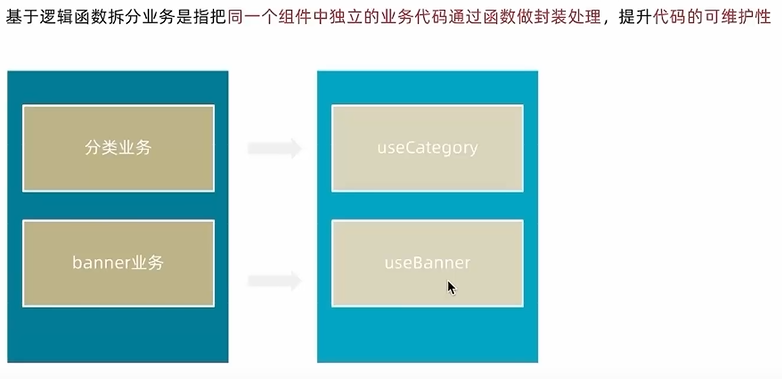 基于逻辑函数拆分业务是指把同一个组件中独立的业务代码通过函数做封装处理，提升代码的可维护性
分类业务
useCategory
banner业务
useBanner